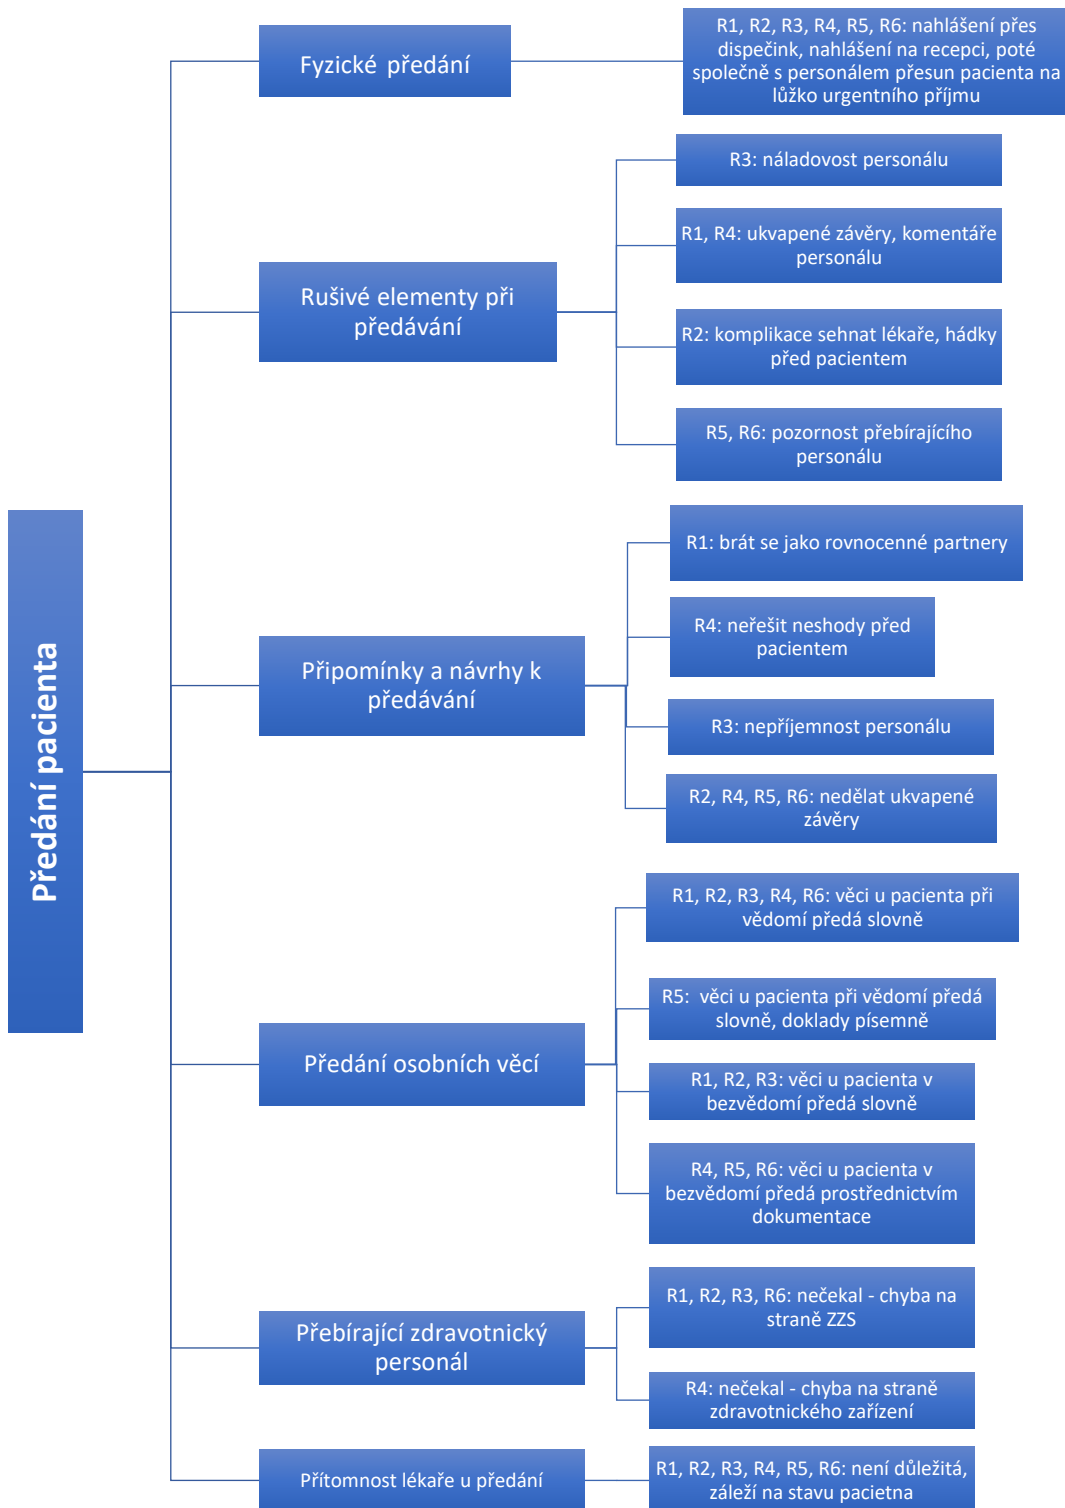 Předání pacienta
Fyzické předání
R1, R2, R3, R4, R5, R6: nahlášení přes
dispečink, nahlášení na recepci, poté
společně s personálem přesun pacienta na
lůžko urgentního příjmu
Rušivé elementy při
předávání
R3: náladovost personálu
R1, R4: ukvapené závěry, komentáře
personálu
R2: komplikace sehnat lékaře, hádky
před pacientem
R5, R6: pozornost přebírajícího
personálu
Připomínky a návrhy k
předávání
R1: brát se jako rovnocenné partnery
R4: neřešit neshody před
pacientem
R3: nepříjemnost personálu
R2, R4, R5, R6: nedělat ukvapené
závěry
Předání osobních věcí
R1, R2, R3, R4, R6: věci u pacienta při
vědomí předá slovně
R5:  věci u pacienta při vědomí předá
slovně, doklady písemně
R1, R2, R3: věci u pacienta v
bezvědomí předá slovně
R4, R5, R6: věci u pacienta v
bezvědomí předá prostřednictvím
dokumentace
Přebírající zdravotnický
personál
R1, R2, R3, R6: nečekal - chyba na
straně ZZS
R4: nečekal - chyba na straně
zdravotnického zařízení
Přítomnost lékaře u předání
R1, R2, R3, R4, R5, R6: není důležitá,
záleží na stavu pacietna